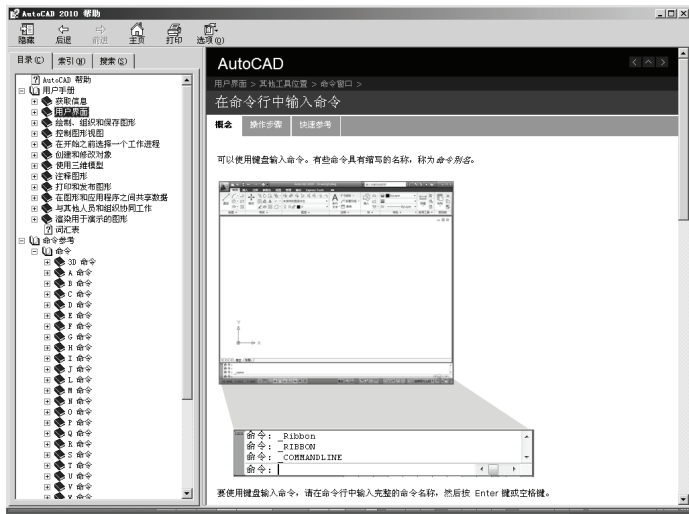 AutoCAD 2010 帮助
隐藏 后退 前进 主页 打印 选项(O)
目录(C) 索引(N) 搜索(S)
AutoCAD 帮助
用户手册
获取信息
用户界面
绘制、组织和保存图形
控制图形视图
在开始之前选择一个工作进程
创建和修改对象
使用三维模型
注释图形
打印和发布图形
在图形和应用程序之间共享数据
与其他人员和组织协同工作
渲染用于演示的图形
词汇表
命令参考
命令
3D 命令
A 命令
B 命令
C 命令
D 命令
E 命令
F 命令
G 命令
H 命令
I 命令
J 命令
L 命令
M 命令
N 命令
O 命令
P 命令
Q 命令
R 命令
S 命令
T 命令
U 命令
V 命令
AutoCAD
用户界面 > 其他工具位置 > 命令窗口 >
在命令行中输入命令
概念 操作步骤 快速参考
可以使用键盘输入命令。有些命令具有缩写的名称，称为命令别名。
命令: _Ribbon
命令: _RIBBON
命令: _COMMANDLINE
命令:
要使用键盘输入命令，请在命令行中输入完整的命令名称，然后按 Enter 键或空格键。